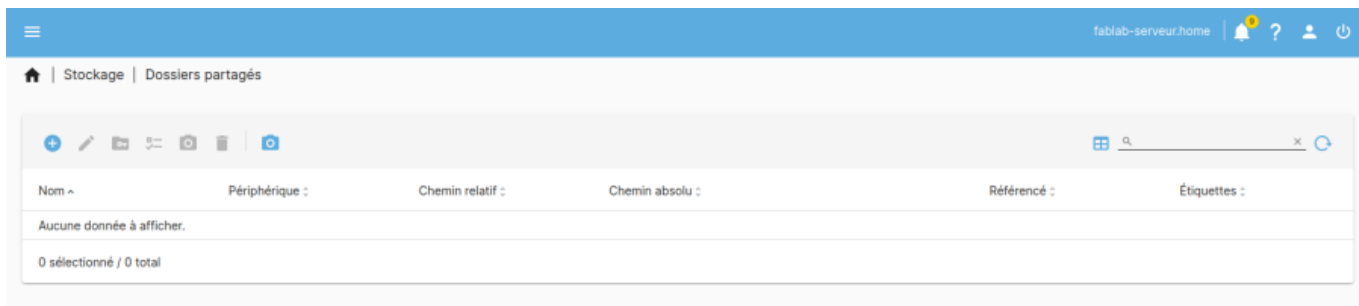 fablab-serveur.home
Stockage | Dossiers partagés
Nom Périphérique Chemin relatif Chemin absolu Référencé Étiquettes
Aucune donnée à afficher.
0 sélectionné / 0 total